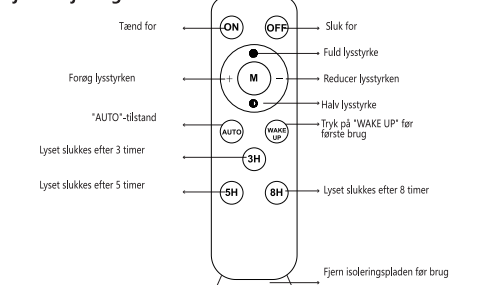 Tænd for
ON
OFF
Sluk for
Fuld lysstyrke
Forøg lysstyrken
+
M
−
Reducer lysstyrken
Halv lysstyrke
"AUTO"-tilstand
AUTO
WAKE
UP
Tryk på "WAKE UP" før
første brug
Lyset slukkes efter 3 timer
3H
Lyset slukkes efter 5 timer
5H
8H
Lyset slukkes efter 8 timer
Fjern isoleringspladen før brug